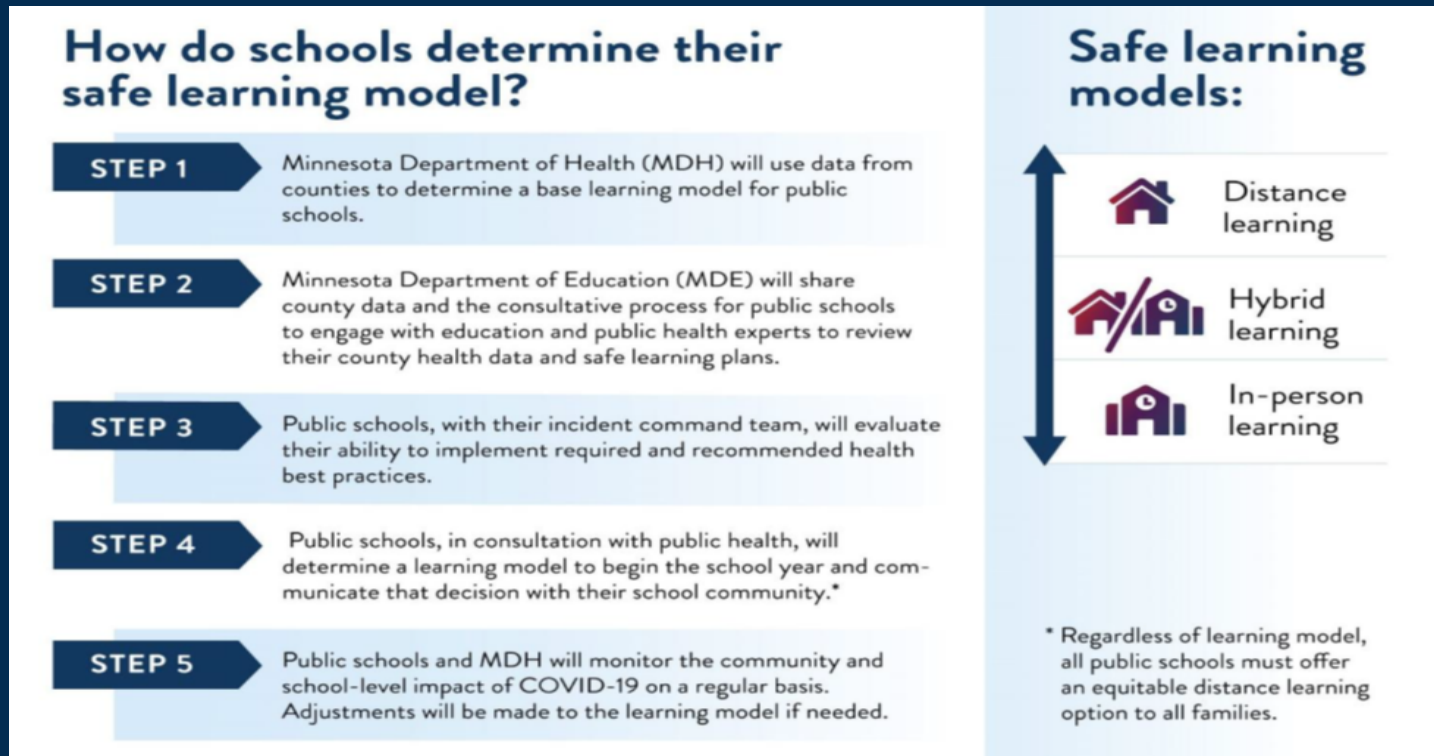 How do schools determine their
safe learning model?
STEP 1
Minnesota Department of Health (MDH) will use data from
counties to determine a base learning model for public
schools.
STEP 2
Minnesota Department of Education (MDE) will share
county data and the consultative process for public schools
to engage with education and public health experts to review
their county health data and safe learning plans.
STEP 3
Public schools, with their incident command team, will evaluate
their ability to implement required and recommended health
best practices.
STEP 4
Public schools, in consultation with public health, will
determine a learning model to begin the school year and com-
municate that decision with their school community.*
STEP 5
Public schools and MDH will monitor the community and
school-level impact of COVID-19 on a regular basis.
Adjustments will be made to the learning model if needed.
Safe learning
models:
Distance
learning
Hybrid
learning
In-person
learning
* Regardless of learning model,
all public schools must offer
an equitable distance learning
option to all families.